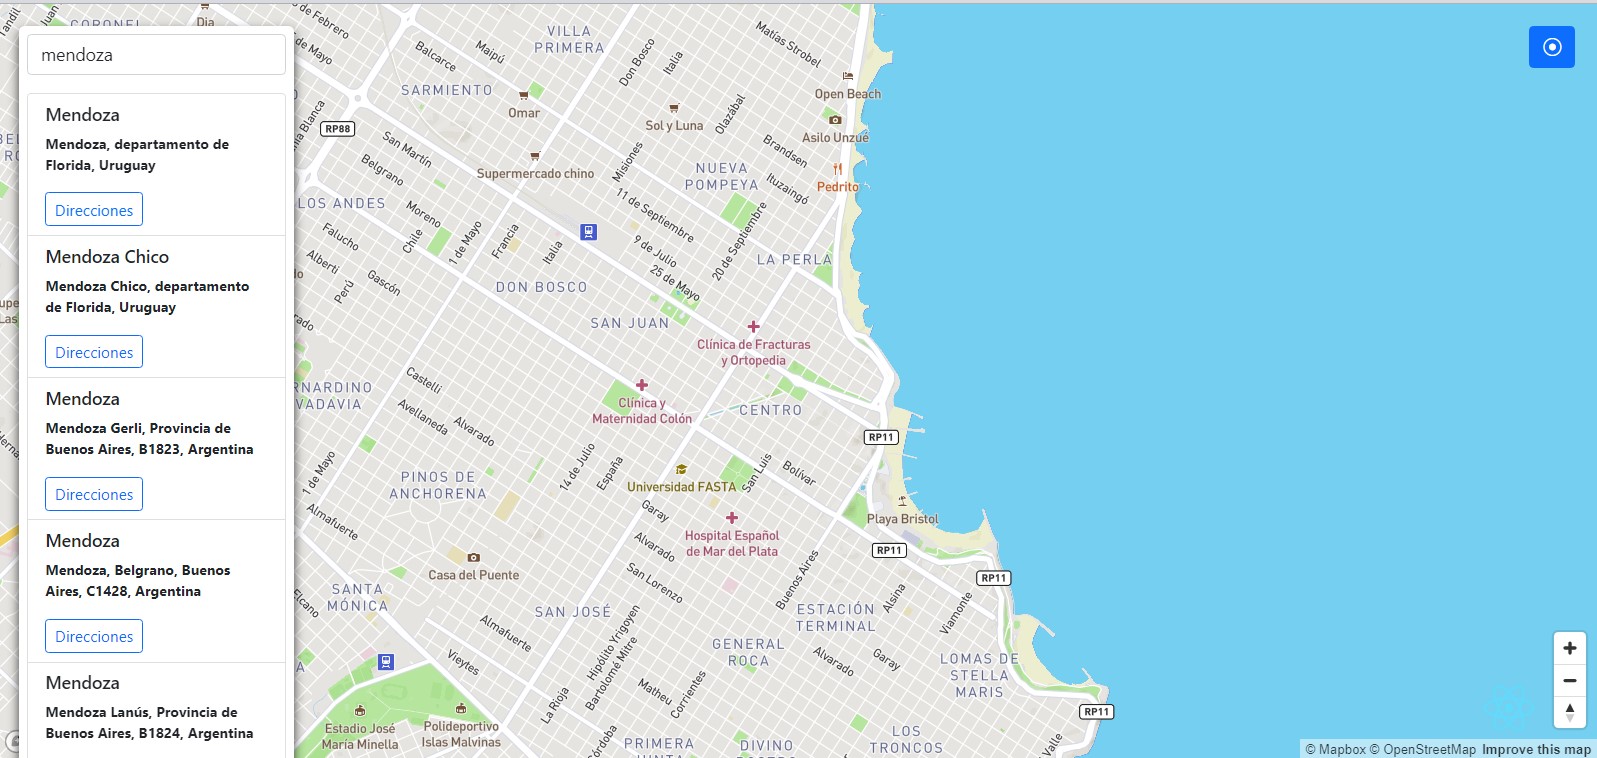 mendoza
Mendoza
Mendoza, departamento de
Florida, Uruguay
Direcciones
Mendoza Chico
Mendoza Chico, departamento
de Florida, Uruguay
Direcciones
Mendoza
Mendoza Gerli, Provincia de
Buenos Aires, B1823, Argentina
Direcciones
Mendoza
Mendoza, Belgrano, Buenos
Aires, C1428, Argentina
Direcciones
Mendoza
Mendoza Lanús, Provincia de
Buenos Aires, B1824, Argentina
Dia
VILLA
PRIMERA
Matías Strobel
Don Bosco
Italia
Maipú
Balcarce
SARMIENTO
Omar
Open Beach
Sol y Luna
Olazábal
Asilo Unzué
RP88
San Martín
Belgrano
Supermercado chino
Misiones
Brandsen
NUEVA
POMPEYA
Ituzaingó
Pedrito
LOS ANDES
Moreno
11 de Septiembre
20 de Septiembre
Falucho
Chile
1 de Mayo
Francia
Italia
9 de Julio
Alberti
Gascón
Perú
25 de Mayo
LA PERLA
DON BOSCO
SAN JUAN
Clínica de Fracturas
y Ortopedia
Castelli
Avellaneda
Alvarado
Clínica y
Maternidad Colón
CENTRO
RP11
1 de Mayo
PINOS DE
ANCHORENA
14 de Julio
España
Universidad FASTA
San Luis
Bolívar
Garay
Playa Bristol
Almafuerte
Hospital Español
de Mar del Plata
Alvarado
RP11
Casa del Puente
San Lorenzo
Buenos Aires
RP11
SANTA
MÓNICA
Elcano
SAN JOSÉ
Alsina
Viamonte
ESTACIÓN
TERMINAL
Almafuerte
Hipólito Yrigoyen
Bartolomé Mitre
GENERAL
ROCA
Vieytes
Alvarado
Garay
LOMAS DE
STELLA
MARIS
Matheu
Corrientes
La Rioja
RP11
Estadio José
María Minella
Polideportivo
Islas Malvinas
PRIMERA
JUNTA
DIVINO
LOS
TRONCOS
Valle
© Mapbox © OpenStreetMap Improve this map